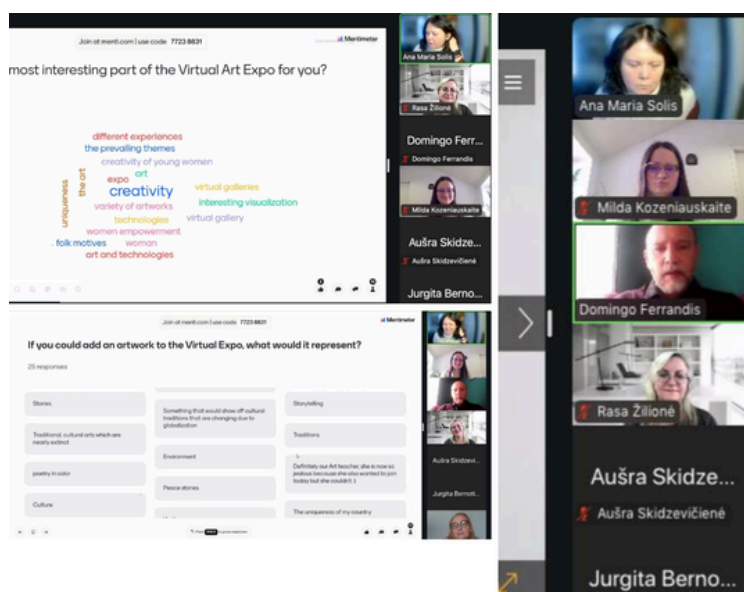 Join at menti.com | use code 7723 8831
Mentimeter
most interesting part of the Virtual Art Expo for you?
different experiences
the prevailing themes
creativity of young women
art
expo
the art
uniqueness
creativity
virtual galleries
variety of artworks
interesting visualization
technologies
virtual gallery
women empowerment
. folk motives
woman
art and technologies
Ana Maria Solis
Rasa Žilionė
Domingo Ferr...
Domingo Ferrandis
Milda Kozeniauskaite
Aušra Skidze...
Aušra Skidzevičienė
Jurgita Berno...
Join at menti.com | use code 7723 8831
Mentimeter
If you could add an artwork to the Virtual Expo, what would it represent?
25 responses
Stories
Traditional, cultural arts which are
nearly extinct
poetry in color
Culture
Something that would show off cultural
traditions that are changing due to
globalization
Environment
Peace stories
Storytelling
Traditions
Definitely our Art teacher, she is now so
jealous because she also wanted to join
today but she couldn't :)
The uniqueness of my country
Aušra Skidzevi...
Jurgita Bernoti...
Ana Maria Solis
Milda Kozeniauskaite
Domingo Ferrandis
Rasa Žilionė
Aušra Skidze...
Aušra Skidzevičienė
Jurgita Berno...